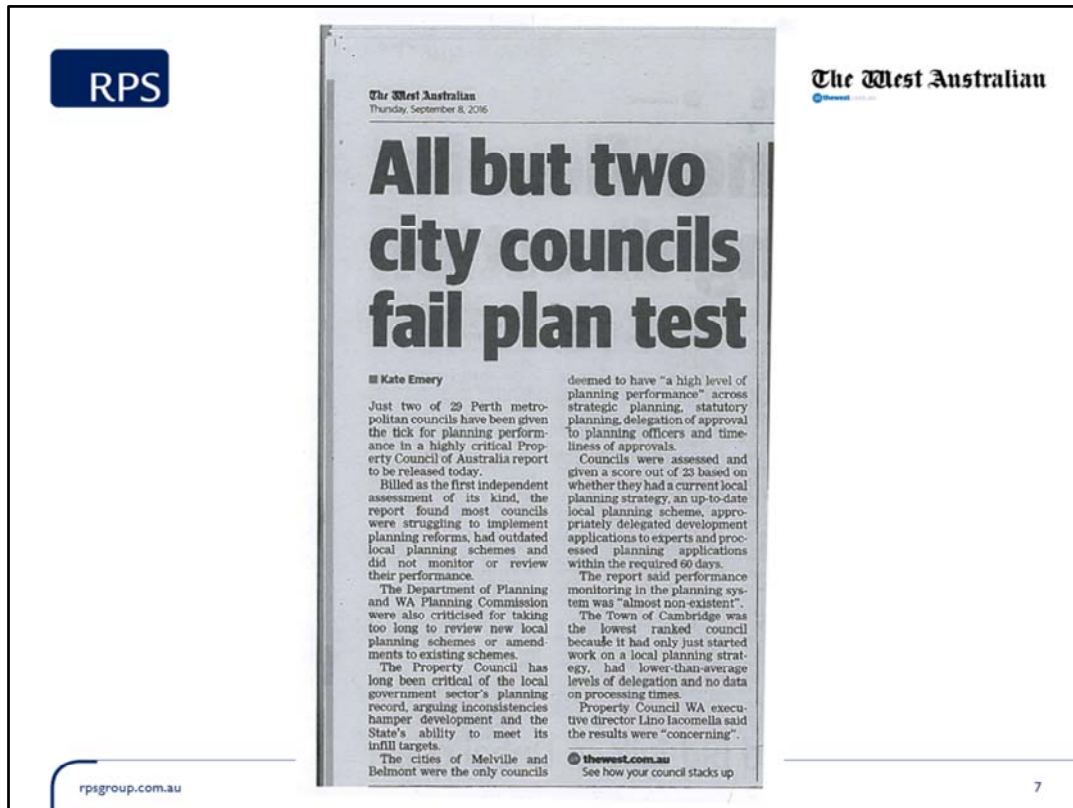 RPS
The West Australian
thewest.com.au
The West Australian
Thursday, September 8, 2016
All but two
city councils
fail plan test
Kate Emery
Just two of 29 Perth metro-
politan councils have been given
the tick for planning perform-
ance in a highly critical Prop-
erty Council of Australia report
to be released today.
Billed as the first independent
assessment of its kind, the
report found most councils
were struggling to implement
planning reforms, had outdated
local planning schemes and
did not monitor or review
their performance.
The Department of Planning
and WA Planning Commission
were also criticised for taking
too long to review new local
planning schemes or amend-
ments to existing schemes.
The Property Council has
long been critical of the local
government sector's planning
record, arguing inconsistencies
hamper development and the
State's ability to meet its
infill targets.
The cities of Melville and
Belmont were the only councils
deemed to have "a high level of
planning performance" across
strategic planning, statutory
planning, delegation of approval
to planning officers and time-
liness of approvals.
Councils were assessed and
given a score out of 23 based on
whether they had a current local
planning strategy, an up-to-date
local planning scheme, appro-
priately delegated development
applications to experts and proc-
essed planning applications
within the required 60 days.
The report said performance
monitoring in the planning sys-
tem was "almost non-existent".
The Town of Cambridge was
the lowest ranked council
because it had only just started
work on a local planning strat-
egy, had lower-than-average
levels of delegation and no data
on processing times.
Property Council WA execu-
tive director Lino Iacomella said
the results were "concerning".
thewest.com.au
See how your council stacks up
rpsgroup.com.au
7